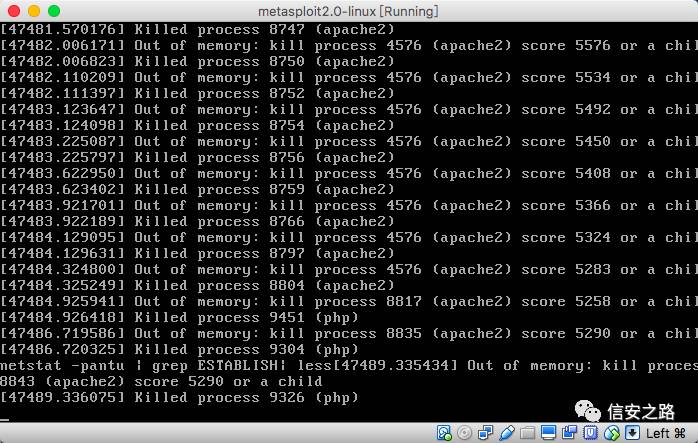 metasploit2.0-linux [Running]
[47481.570176] Killed process 8747 (apache2)
[47482.006171] Out of memory: kill process 4576 (apache2) score 5576 or a chil
[47482.006823] Killed process 8750 (apache2)
[47482.110209] Out of memory: kill process 4576 (apache2) score 5534 or a chil
[47482.111397] Killed process 8752 (apache2)
[47483.123647] Out of memory: kill process 4576 (apache2) score 5492 or a chil
[47483.124098] Killed process 8754 (apache2)
[47483.225087] Out of memory: kill process 4576 (apache2) score 5450 or a chil
[47483.225797] Killed process 8756 (apache2)
[47483.622950] Out of memory: kill process 4576 (apache2) score 5408 or a chil
[47483.623402] Killed process 8759 (apache2)
[47483.921701] Out of memory: kill process 4576 (apache2) score 5366 or a chil
[47483.922189] Killed process 8766 (apache2)
[47484.129095] Out of memory: kill process 4576 (apache2) score 5324 or a chil
[47484.129631] Killed process 8797 (apache2)
[47484.324800] Out of memory: kill process 4576 (apache2) score 5283 or a chil
[47484.325249] Killed process 8804 (apache2)
[47484.925941] Out of memory: kill process 8817 (apache2) score 5258 or a chil
[47484.926418] Killed process 9451 (php)
[47486.719586] Out of memory: kill process 8835 (apache2) score 5290 or a chil
[47486.720325] Killed process 9304 (php)
netstat -pantu | grep ESTABLISH| less[47489.335434] Out of memory: kill proces
8843 (apache2) score 5290 or a child
[47489.336075] Killed process 9326 (php)
信安之路
Left ⌘